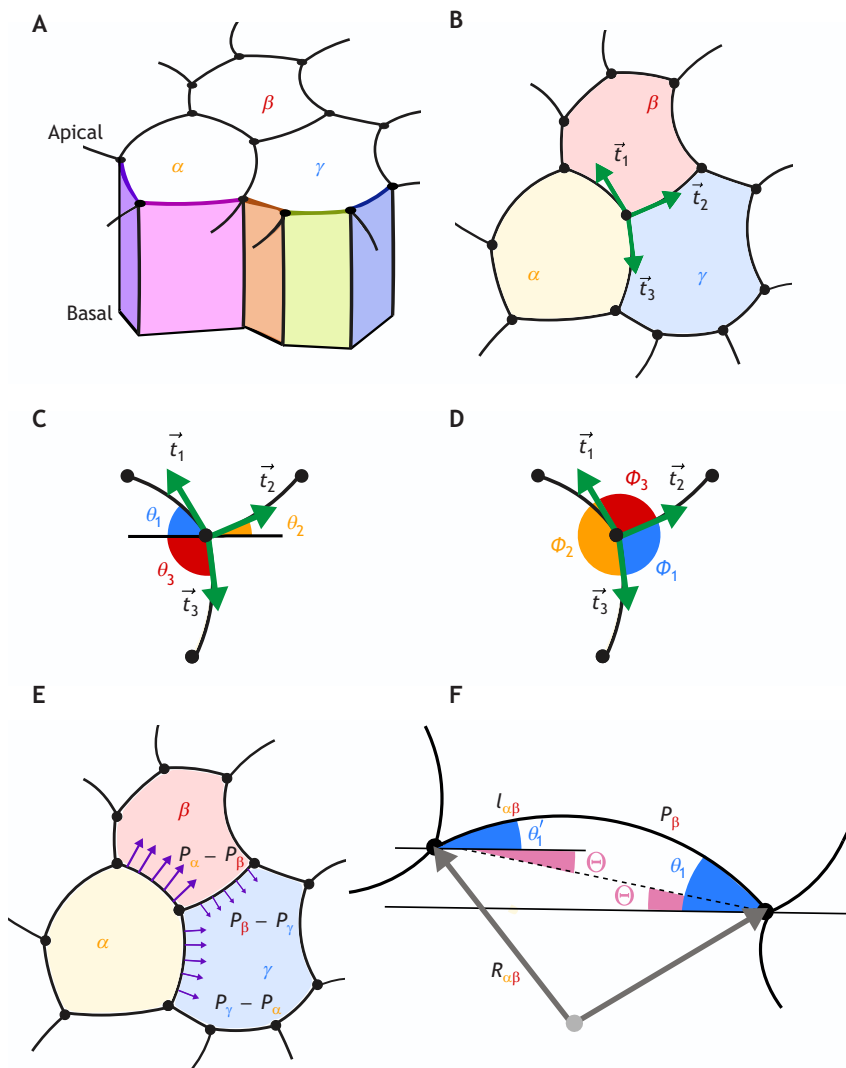 A
β
Apical
α
γ
Basal
B
β
t⃗₁
t⃗₂
α
γ
t⃗₃
C
t⃗₁
t⃗₂
θ₁
θ₂
θ₃
t⃗₃
D
t⃗₁
Φ₃
t⃗₂
Φ₂
Φ₁
t⃗₃
E
β
Pα − Pβ
α
Pβ − Pγ
γ
Pγ − Pα
F
lαβ
Pβ
θ₁′
θ₁
Θ
Θ
Rαβ